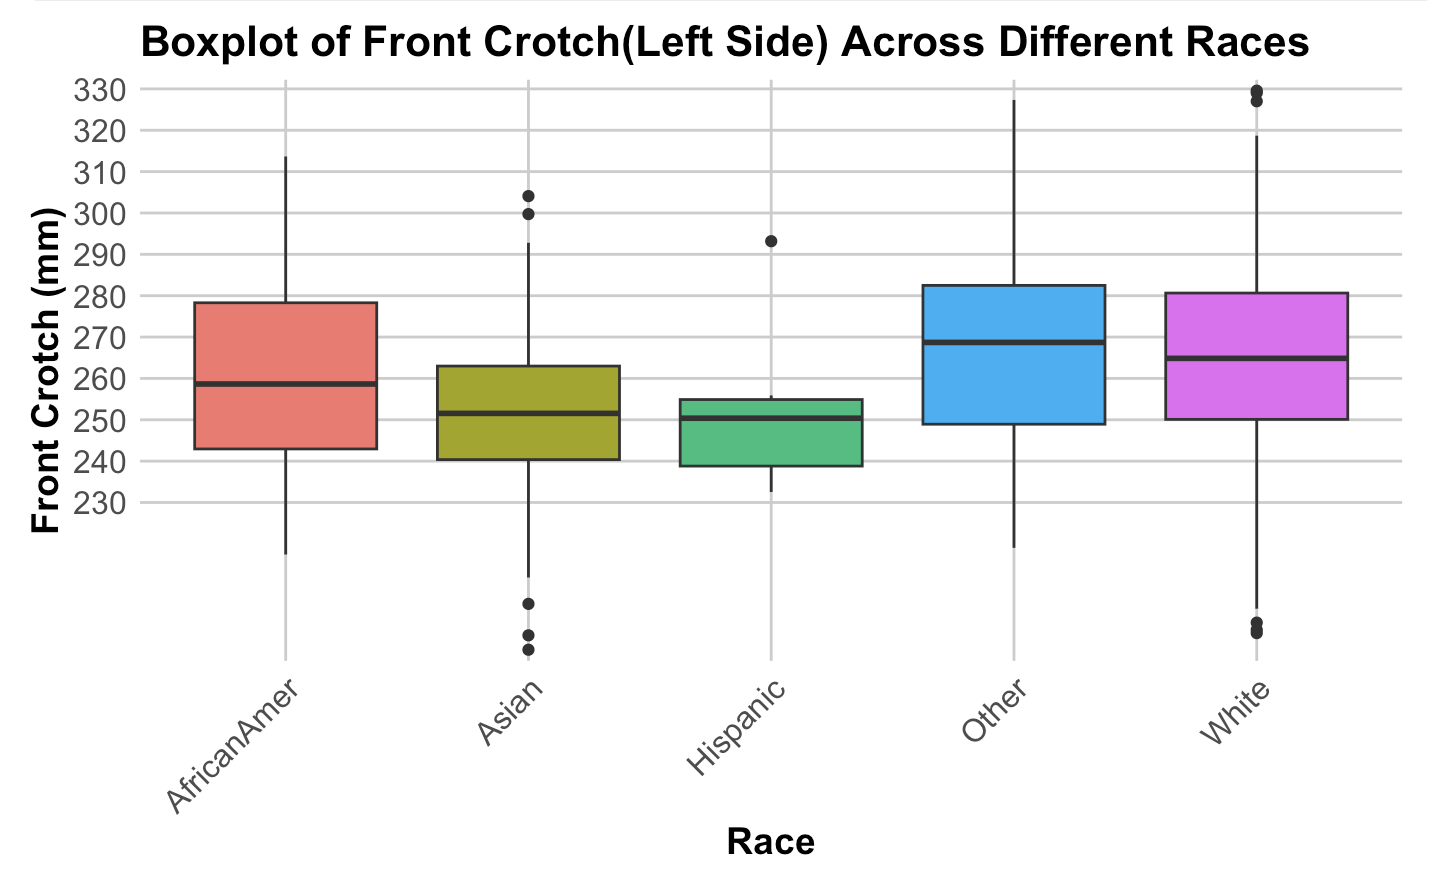 Boxplot of Front Crotch(Left Side) Across Different Races
Front Crotch (mm)
330
320
310
300
290
280
270
260
250
240
230
AfricanAmer
Asian
Hispanic
Other
White
Race